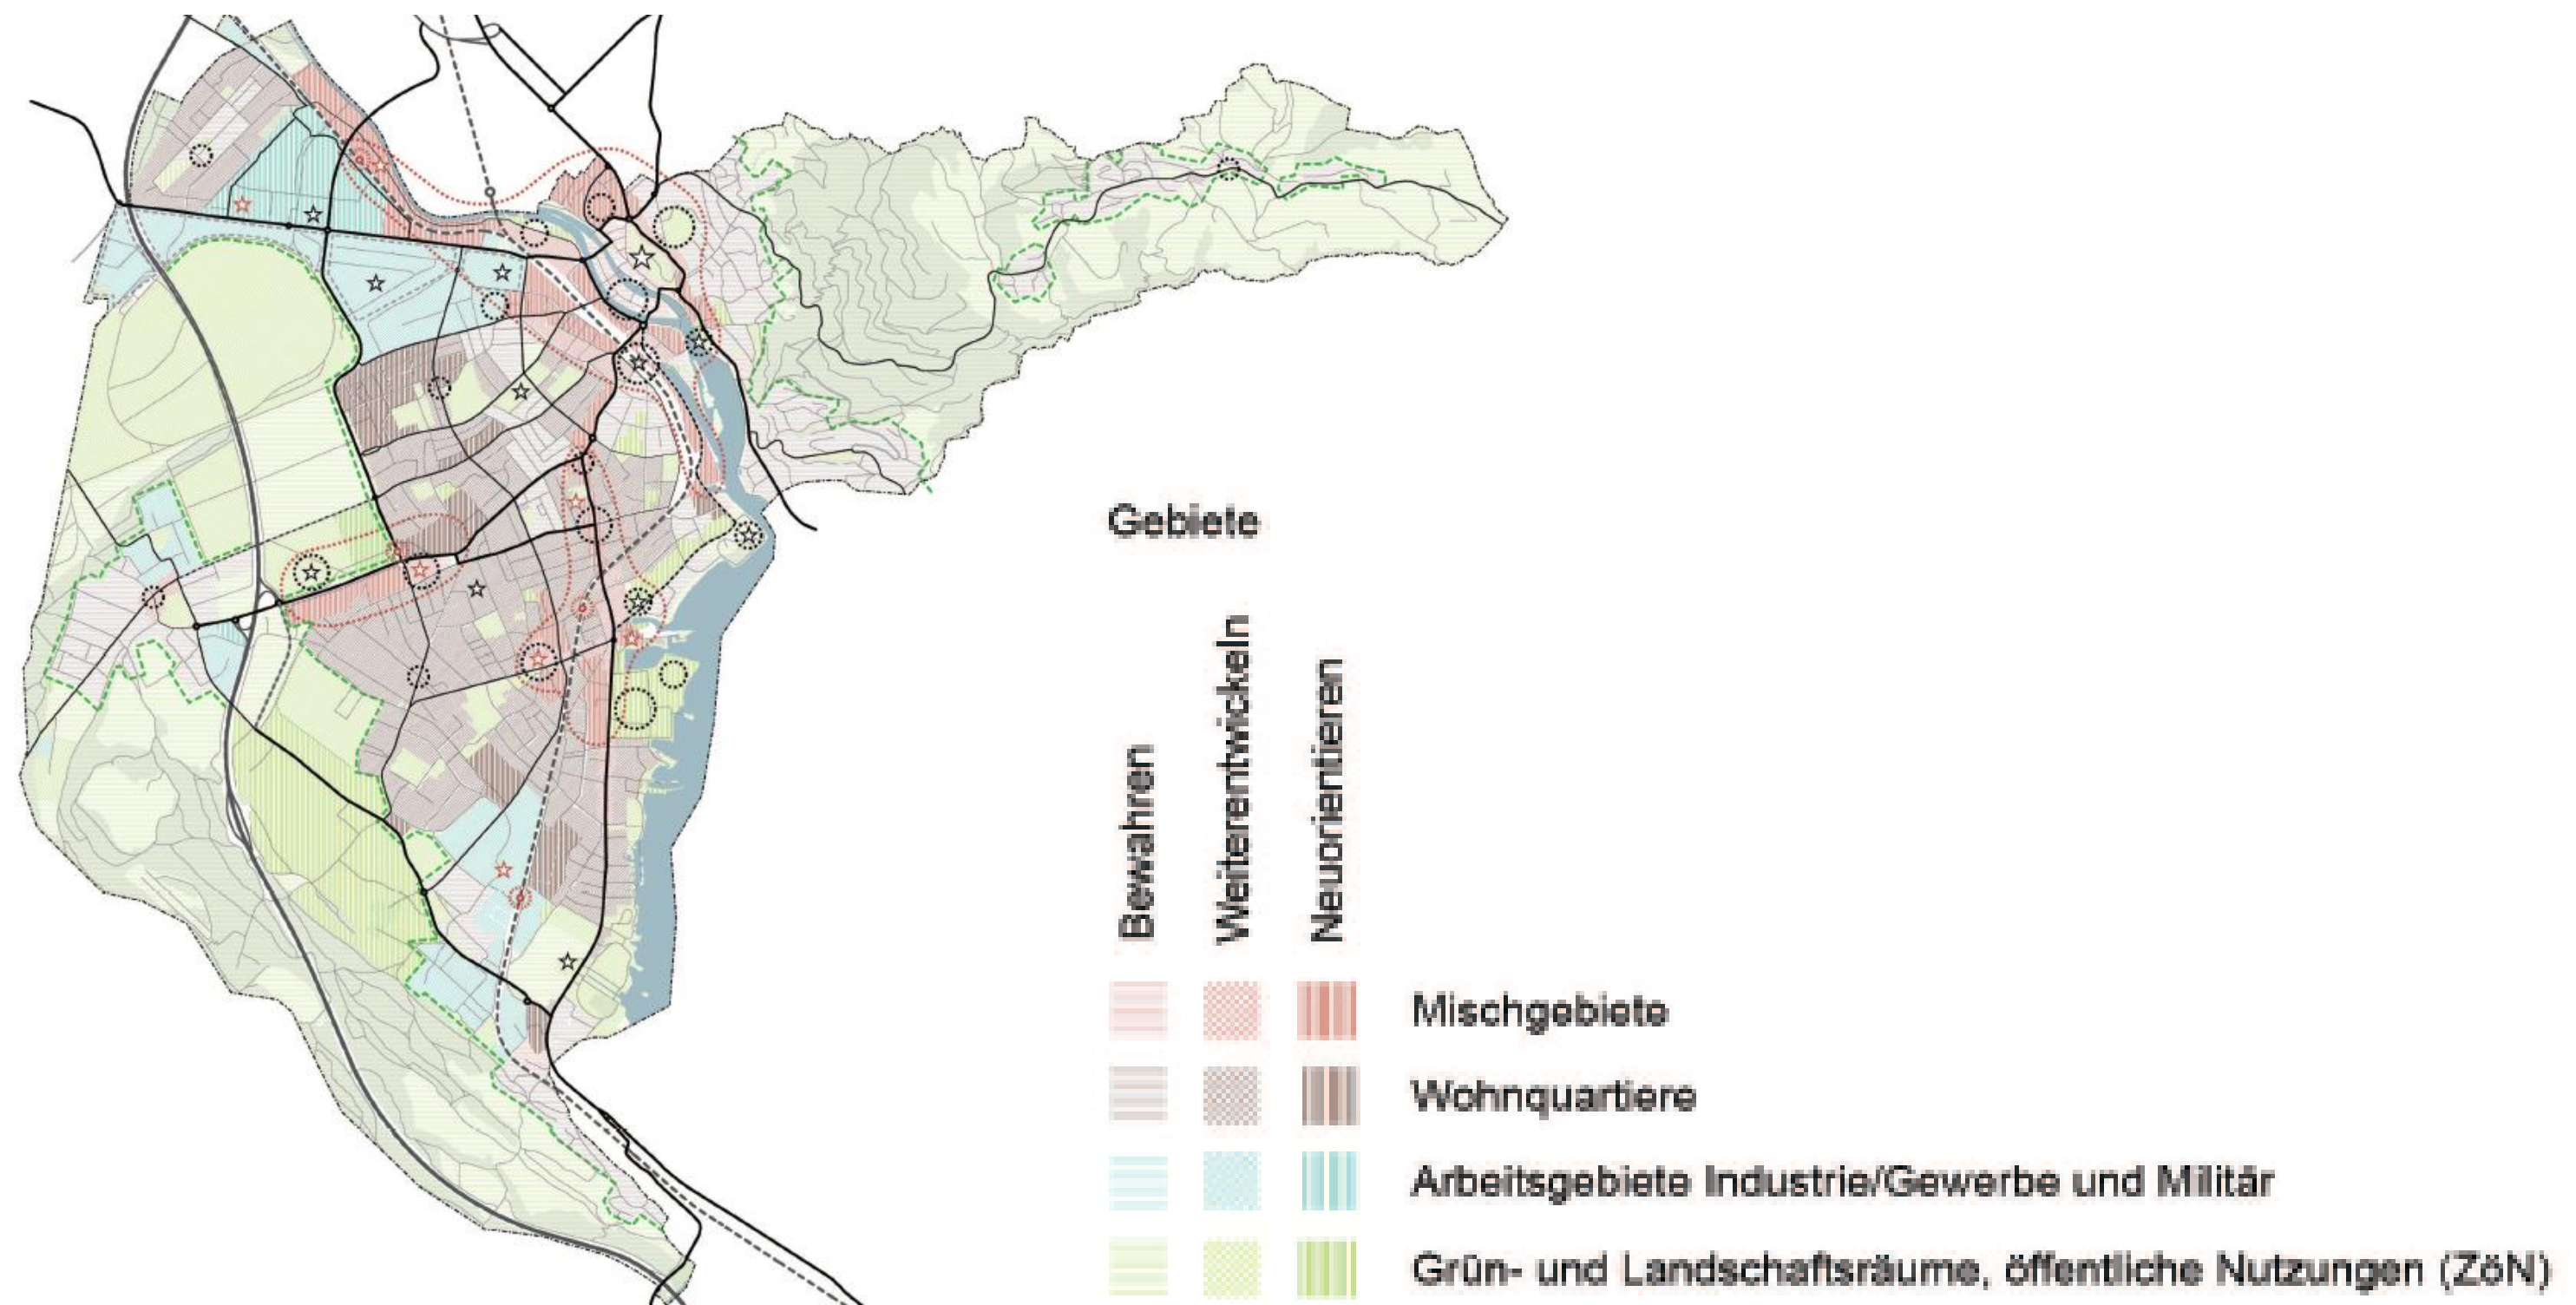 Gebiete
Bewahren
Weiterentwickeln
Neuorientieren
Mischgebiete
Wohnquartiere
Arbeitsgebiete Industrie/Gewerbe und Militär
Grün- und Landschaftsräume, öffentliche Nutzungen (ZöN)